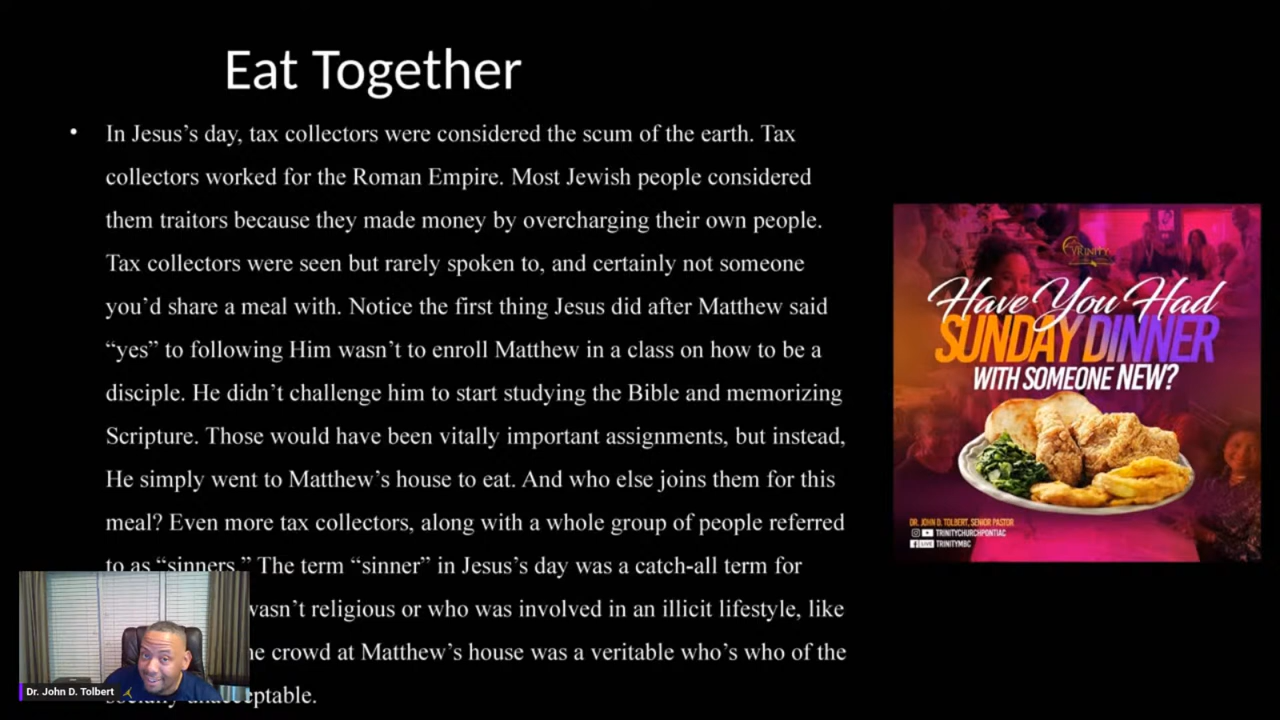 Eat Together
• In Jesus’s day, tax collectors were considered the scum of the earth. Tax
collectors worked for the Roman Empire. Most Jewish people considered
them traitors because they made money by overcharging their own people.
Tax collectors were seen but rarely spoken to, and certainly not someone
you’d share a meal with. Notice the first thing Jesus did after Matthew said
“yes” to following Him wasn’t to enroll Matthew in a class on how to be a
disciple. He didn’t challenge him to start studying the Bible and memorizing
Scripture. Those would have been vitally important assignments, but instead,
He simply went to Matthew’s house to eat. And who else joins them for this
meal? Even more tax collectors, along with a whole group of people referred
to as “sinners.” The term “sinner” in Jesus’s day was a catch-all term for
wasn’t religious or who was involved in an illicit lifestyle, like
crowd at Matthew’s house was a veritable who’s who of the
socially unacceptable.
TRINITY
Have You Had
SUNDAY DINNER
WITH SOMEONE NEW?
DR. JOHN D. TOLBERT, SENIOR PASTOR
TRINITYCHURCHPONTIAC
LIVE TRINITYMBC
Dr. John D. Tolbert